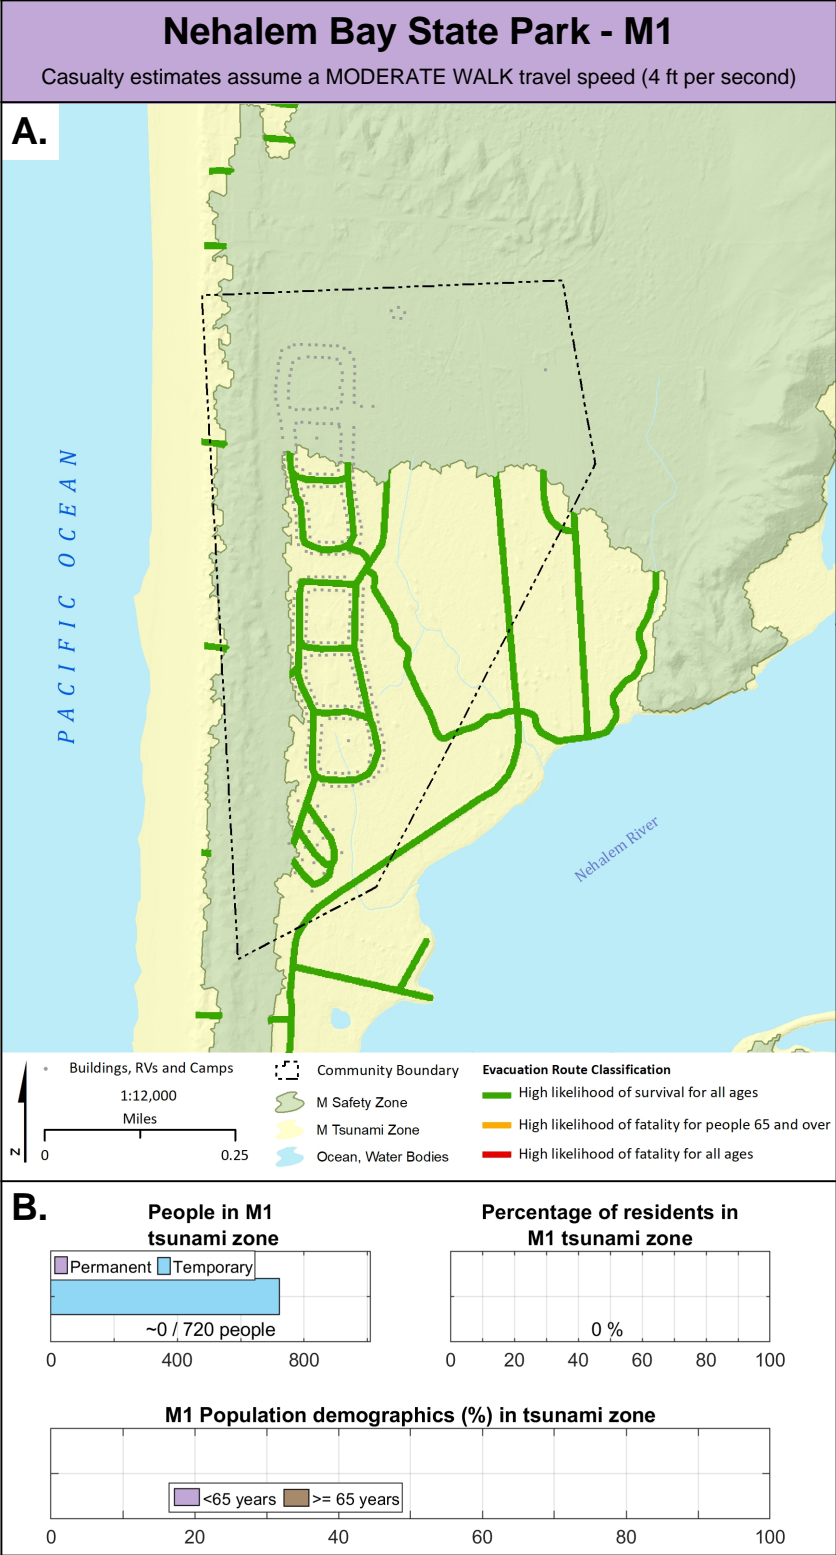 Nehalem Bay State Park - M1
Casualty estimates assume a MODERATE WALK travel speed (4 ft per second)
A.
PACIFIC OCEAN
Nehalem River
Buildings, RVs and Camps
1:12,000
Miles
0 0.25
N
Community Boundary
M Safety Zone
M Tsunami Zone
Ocean, Water Bodies
Evacuation Route Classification
High likelihood of survival for all ages
High likelihood of fatality for people 65 and over
High likelihood of fatality for all ages
B.
People in M1
tsunami zone
Permanent Temporary
~0 / 720 people
0 400 800
Percentage of residents in
M1 tsunami zone
0 %
0 20 40 60 80 100
M1 Population demographics (%) in tsunami zone
<65 years >= 65 years
0 20 40 60 80 100